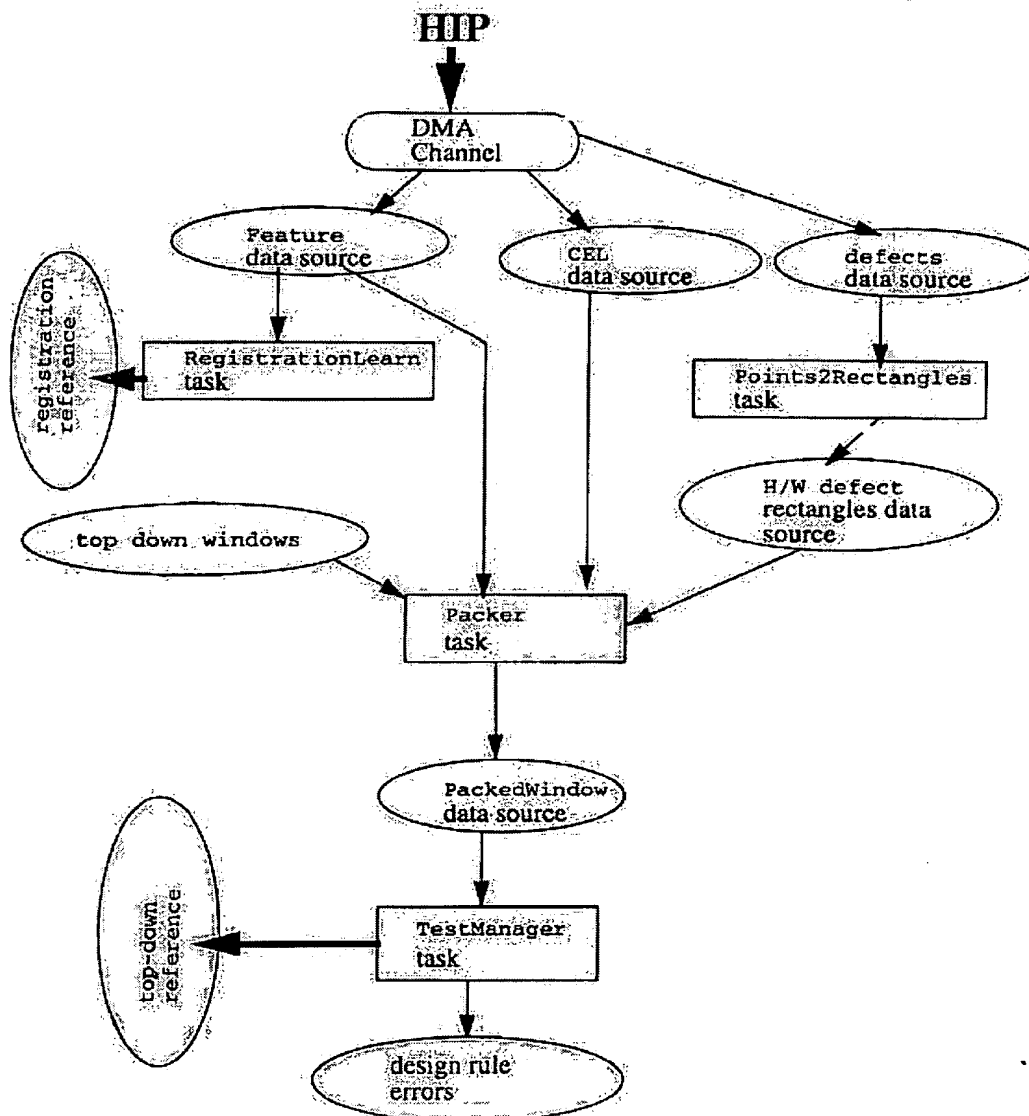 HIP
DMA
Channel
Feature
data source
CEL
data source
defects
data source
registration
reference
RegistrationLearn
task
Points2Rectangles
task
H/W defect
rectangles data
source
top down windows
Packer
task
PackedWindow
data source
top-down
reference
TestManager
task
design rule
errors